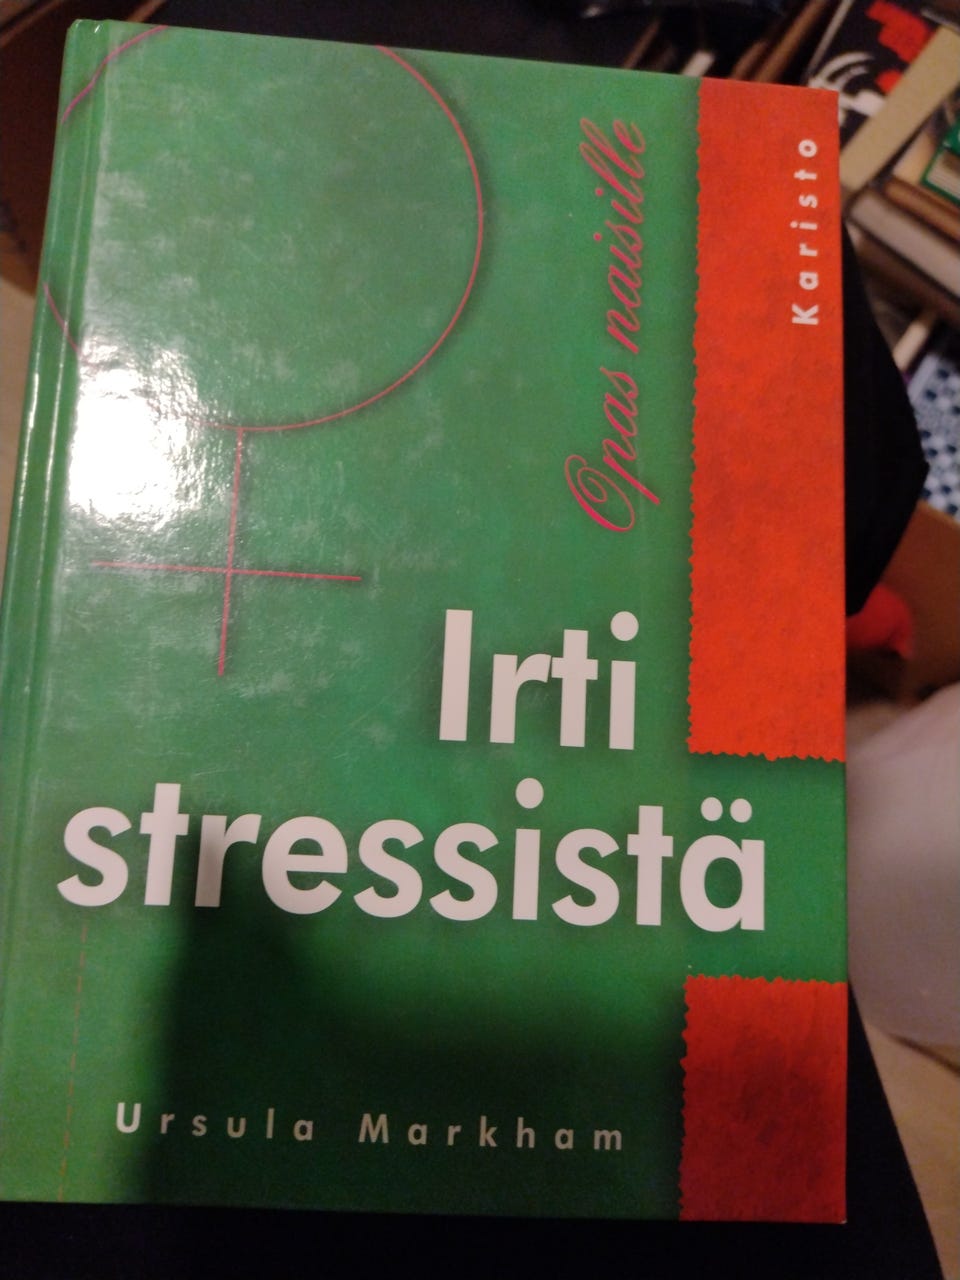 Karisto
Opas naisille
Irti
stressistä
Ursula Markham